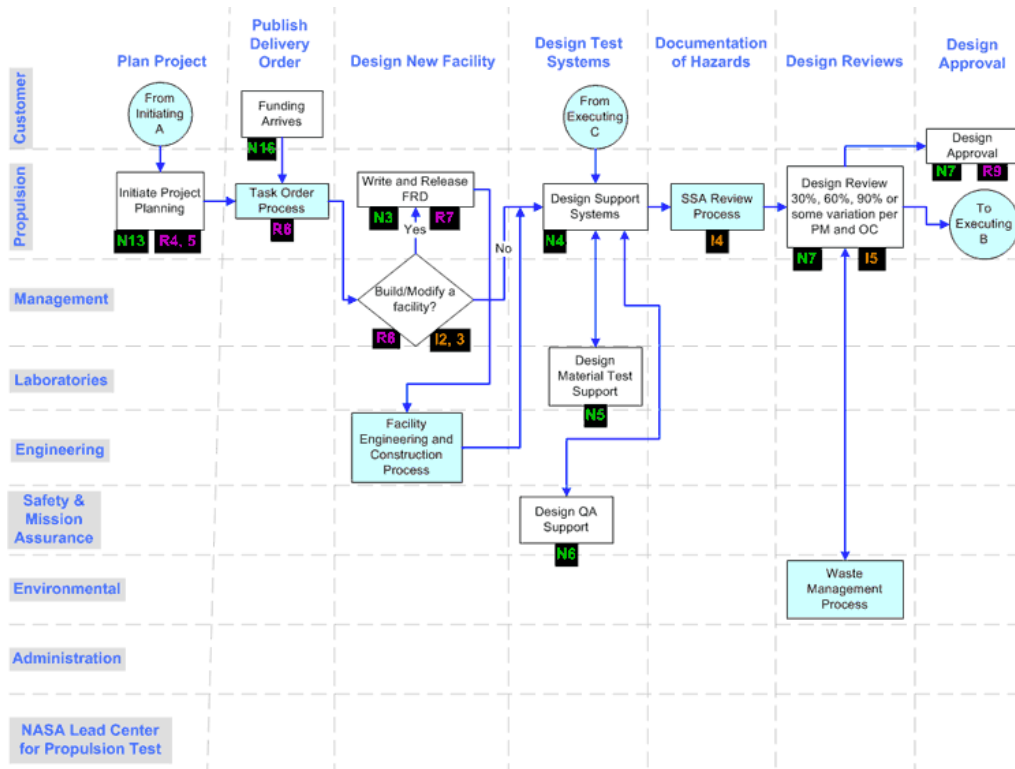 Plan Project
Publish
Delivery
Order
Design New Facility
Design Test
Systems
Documentation
of Hazards
Design Reviews
Design
Approval
Customer
From
Initiating
A
Funding
Arrives
N16
From
Executing
C
Design
Approval
N7 R9
Propulsion
Initiate Project
Planning
N13 R4, 5
Task Order
Process
R6
Write and Release
FRD
N3 R7
Yes
No
Design Support
Systems
N4
SSA Review
Process
I4
Design Review
30%, 60%, 90% or
some variation per
PM and OC
N7 I5
To
Executing
B
Management
Build/Modify a
facility?
R8 I2, 3
Laboratories
Design
Material Test
Support
N5
Engineering
Facility
Engineering and
Construction
Process
Safety &
Mission
Assurance
Design QA
Support
N6
Environmental
Waste
Management
Process
Administration
NASA Lead Center
for Propulsion Test